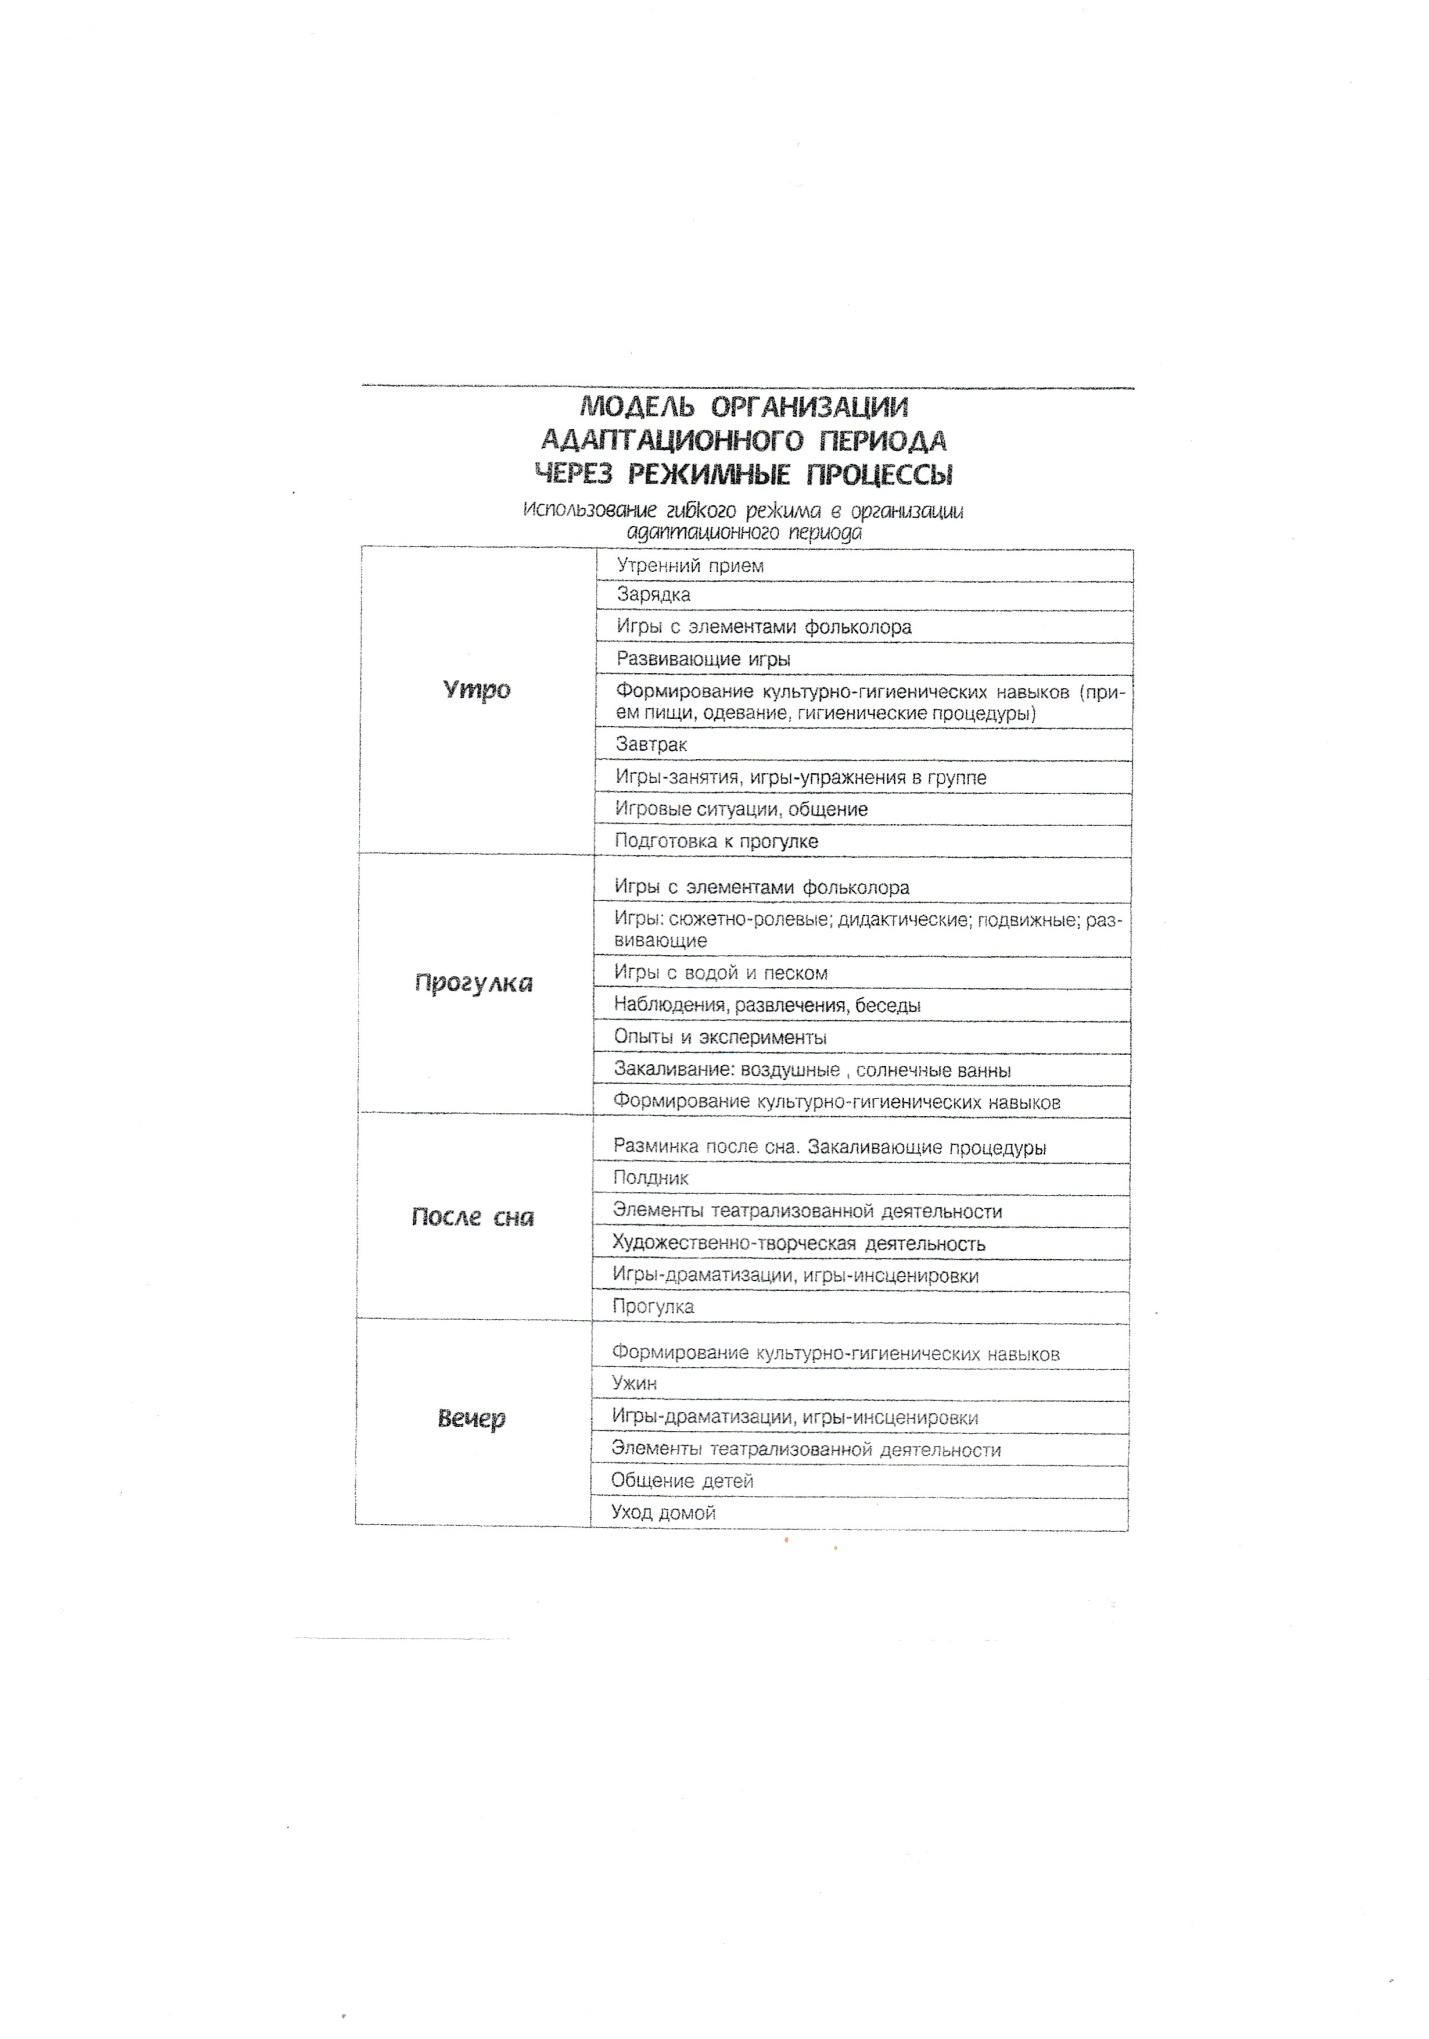 МОДЕЛЬ ОРГАНИЗАЦИИ
АДАПТАЦИОННОГО ПЕРИОДА
ЧЕРЕЗ РЕЖИМНЫЕ ПРОЦЕССЫ
Использование гибкого режима в организации
адаптационного периода
Утро
Утренний прием
Зарядка
Игры с элементами фольколора
Развивающие игры
Формирование культурно-гигиенических навыков (при-
ем пищи, одевание, гигиенические процедуры)
Завтрак
Игры-занятия, игры-упражнения в группе
Игровые ситуации, общение
Подготовка к прогулке
Прогулка
Игры с элементами фольколора
Игры: сюжетно-ролевые; дидактические; подвижные; раз-
вивающие
Игры с водой и песком
Наблюдения, развлечения, беседы
Опыты и эксперименты
Закаливание: воздушные , солнечные ванны
Формирование культурно-гигиенических навыков
После сна
Разминка после сна. Закаливающие процедуры
Полдник
Элементы театрализованной деятельности
Художественно-творческая деятельность
Игры-драматизации, игры-инсценировки
Прогулка
Вечер
Формирование культурно-гигиенических навыков
Ужин
Игры-драматизации, игры-инсценировки
Элементы театрализованной деятельности
Общение детей
Уход домой